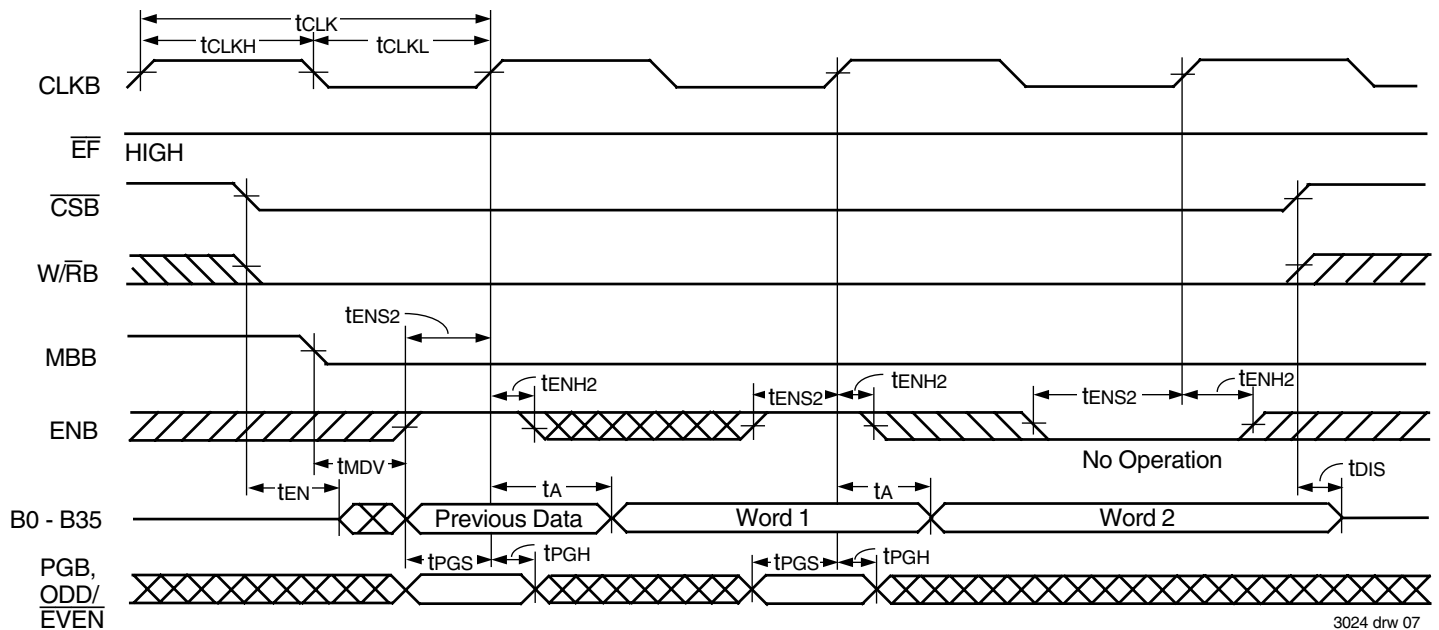 tCLK
tCLKH
tCLKL
CLKB
EF
HIGH
CSB
W/RB
tENS2
MBB
tENH2
tENS2
tENH2
tENS2
tENH2
ENB
No Operation
tMDV
tEN
tA
tA
tDIS
B0 - B35
Previous Data
Word 1
Word 2
tPGS
tPGH
tPGS
tPGH
PGB,
ODD/
EVEN
3024 drw 07